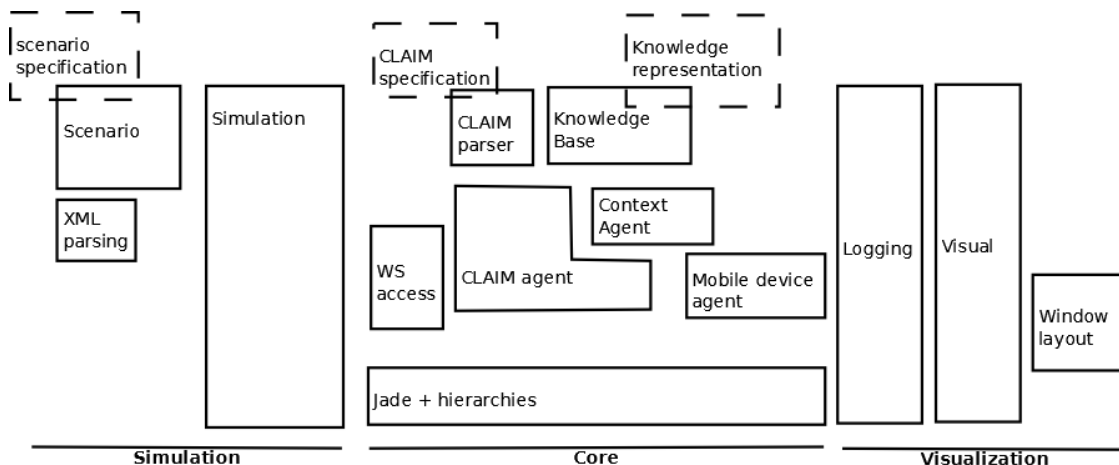 scenario
specification
Scenario
XML
parsing
Simulation
CLAIM
specification
Knowledge
representation
CLAIM
parser
Knowledge
Base
Context
Agent
WS
access
CLAIM agent
Mobile device
agent
Jade + hierarchies
Logging
Visual
Window
layout
Simulation
Core
Visualization